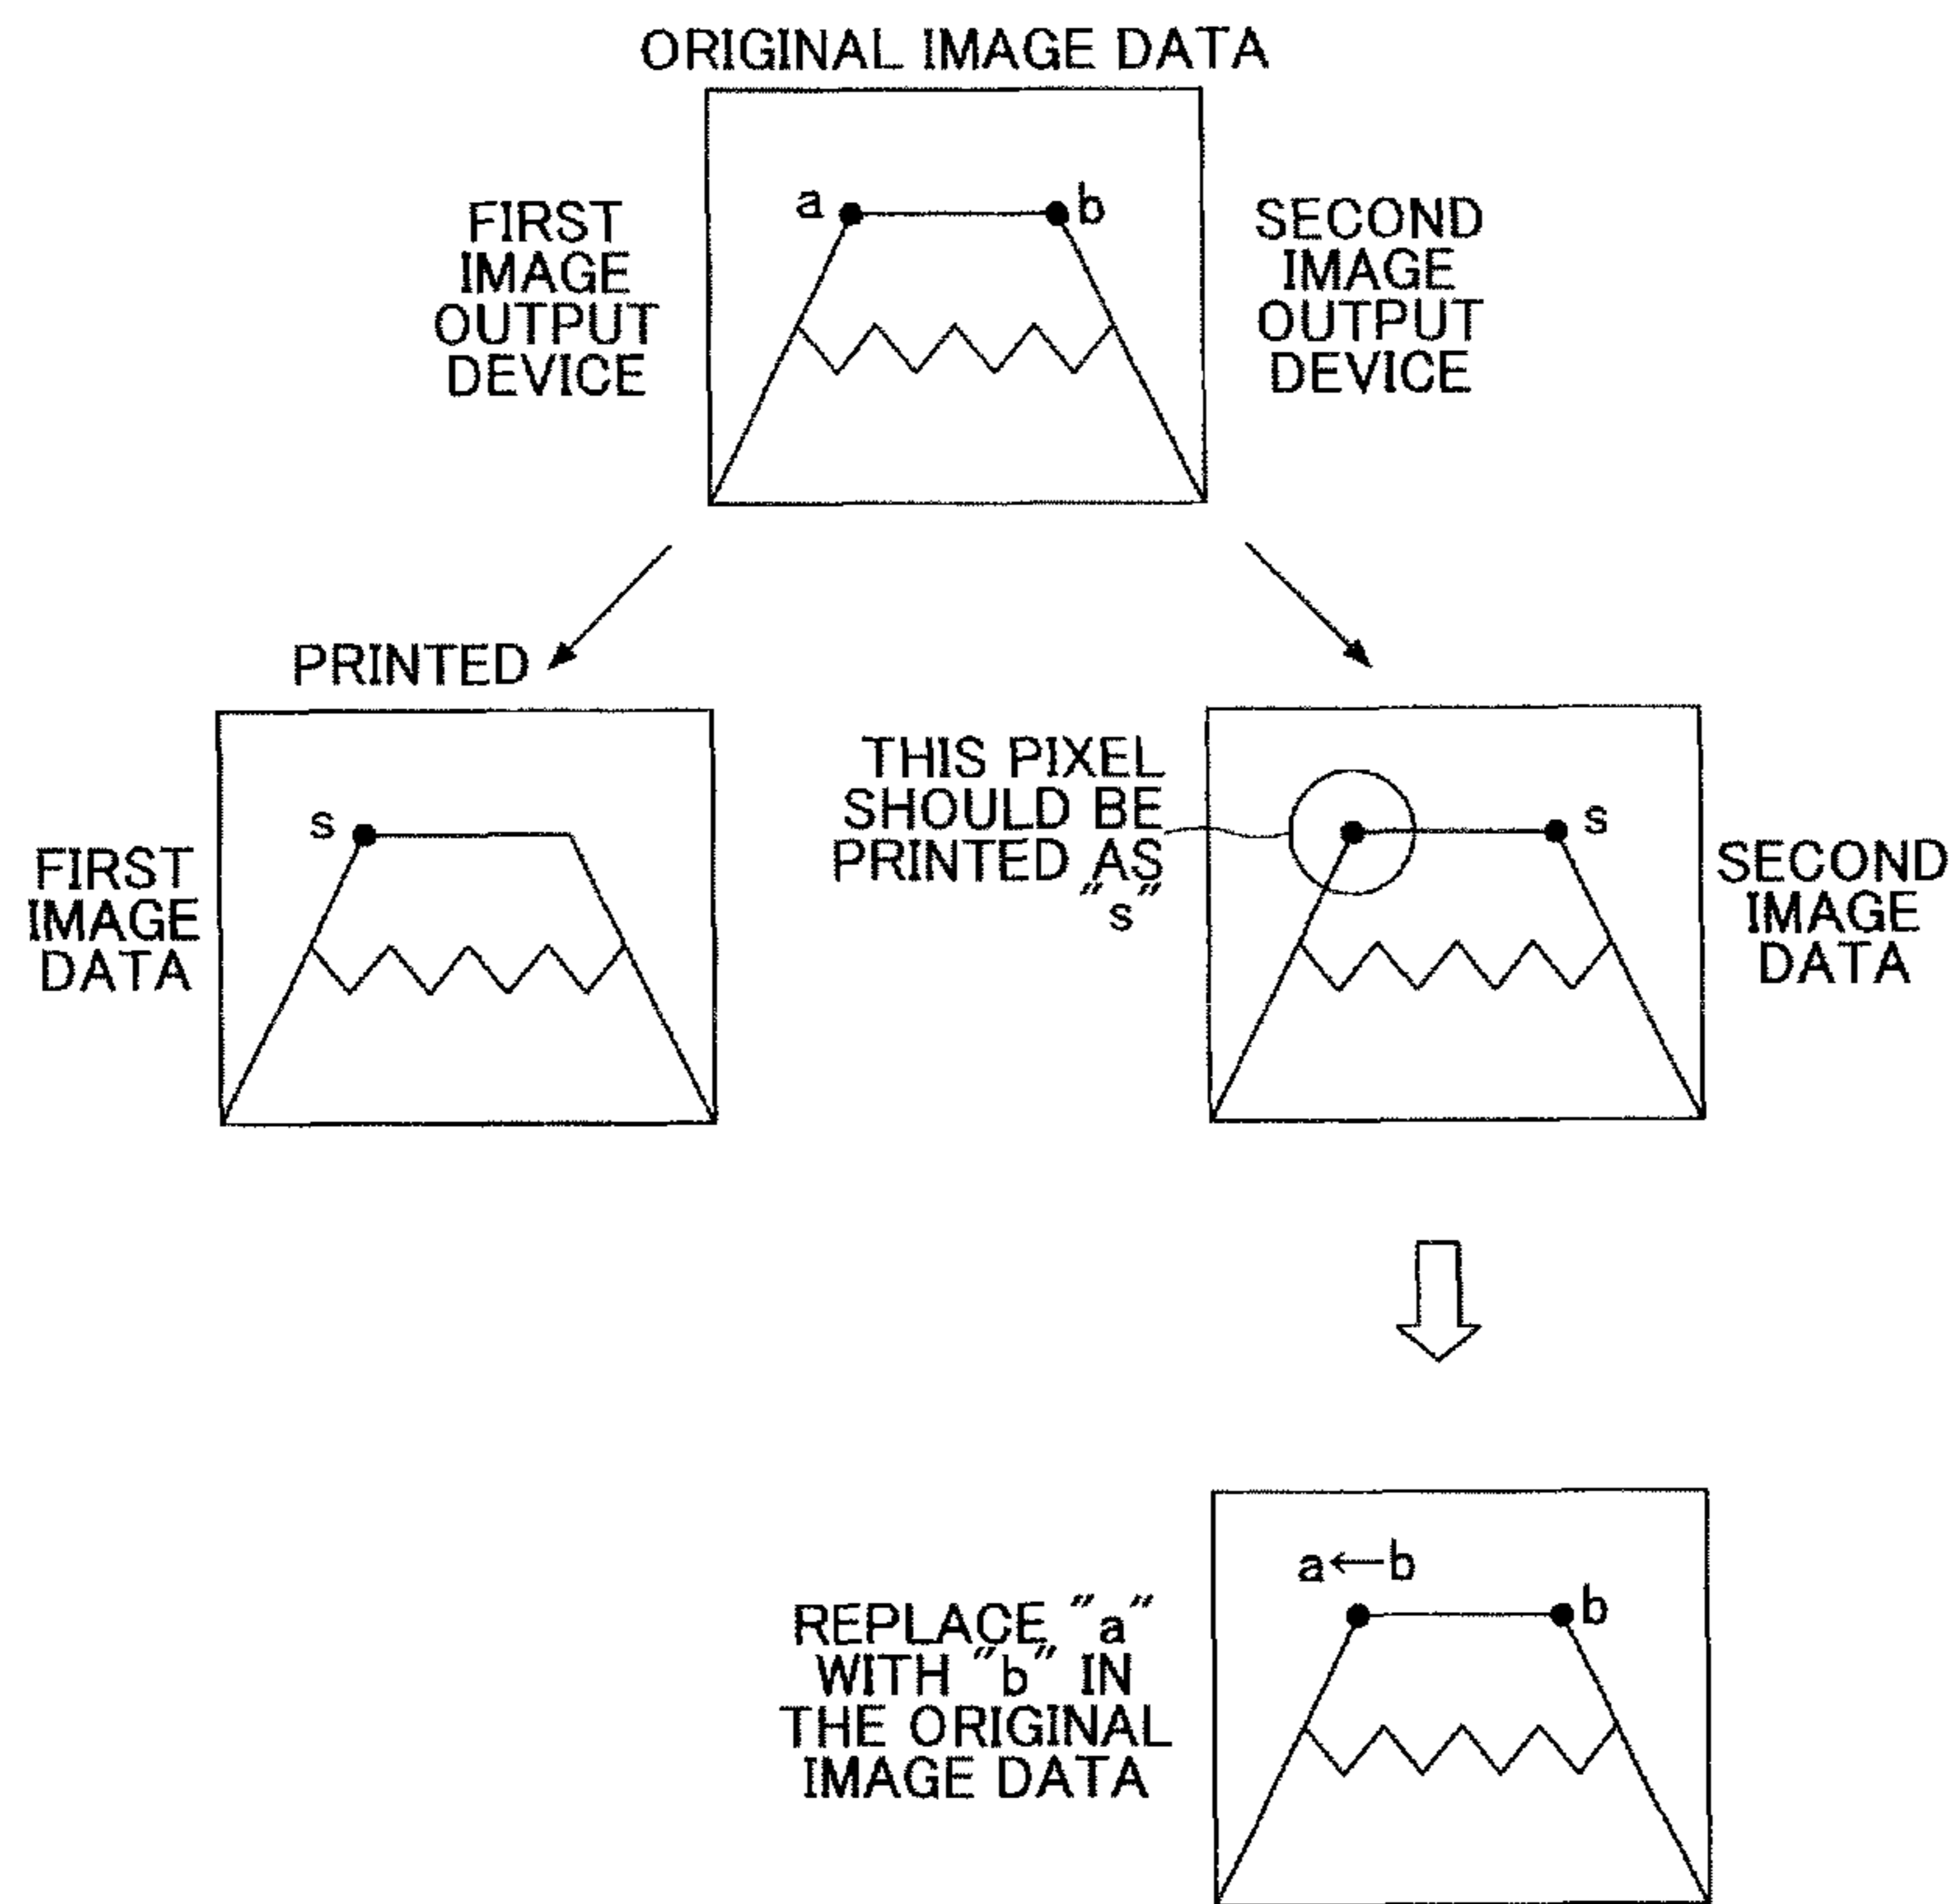 ORIGINAL IMAGE DATA
a
b
FIRST
IMAGE
OUTPUT
DEVICE
SECOND
IMAGE
OUTPUT
DEVICE
PRINTED
s
FIRST
IMAGE
DATA
THIS PIXEL
SHOULD BE
PRINTED AS
"s"
s
SECOND
IMAGE
DATA
a←b
b
REPLACE "a"
WITH "b" IN
THE ORIGINAL
IMAGE DATA